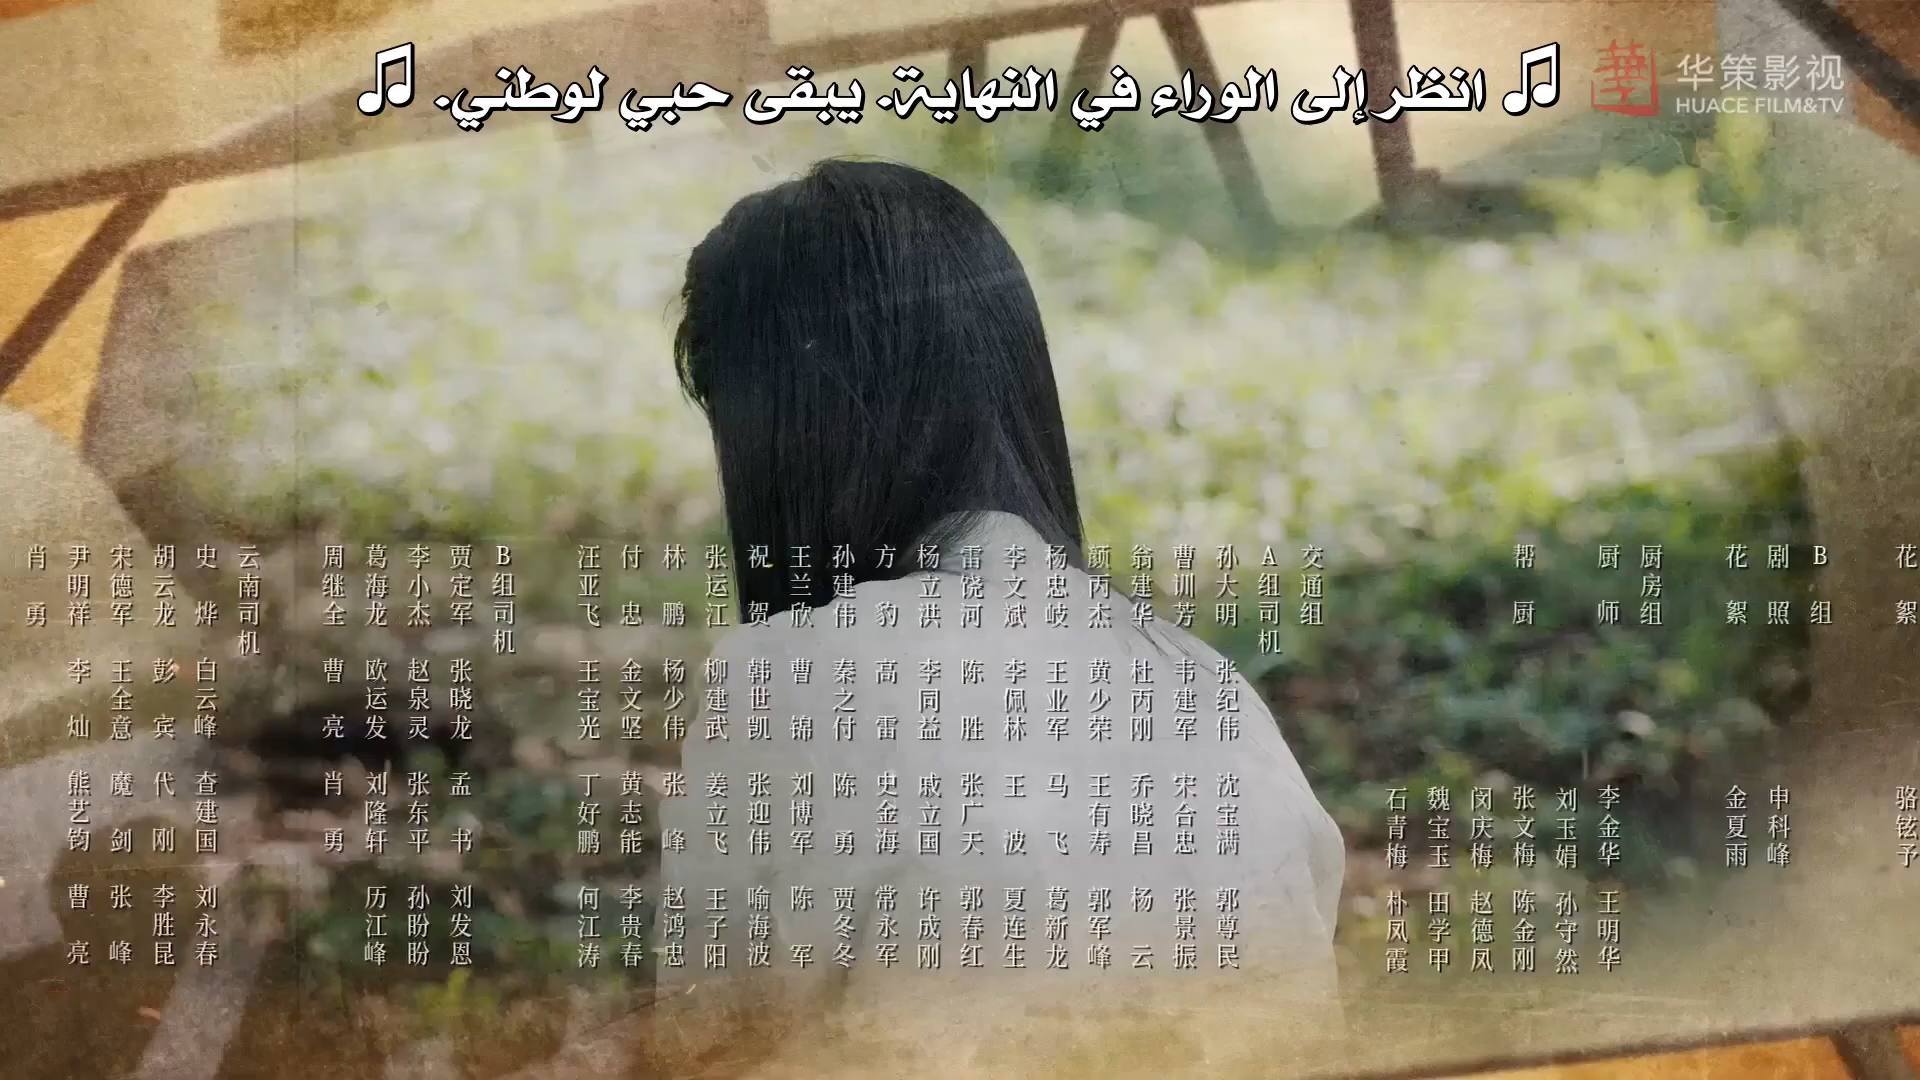 ♫ انظر إلى الوراء في النهاية. يبقى حبي لوطني. ♫
華 华策影视
HUACE FILM&TV
花絮 骆铉予
B组
剧照 申科峰
花絮 金夏雨
厨房组
厨师 李金华 王明华
刘玉娟 孙守然
帮厨 张文梅 陈金刚
闵庆梅 赵德凤
魏宝玉 田学甲
石青梅 朴凤霞
交通组
A组司机
孙大明 张纪伟 沈宝满 郭尊民
曹训芳 韦建军 宋合忠 张景振
翁建华 杜丙刚 乔晓昌 杨云
颜丙杰 黄少荣 王有寿 郭军峰
杨忠岐 王业军 马飞 葛新龙
李文斌 李佩林 王波 夏连生
雷饶河 陈胜 张广天 郭春红
杨立洪 李同益 戚立国 许成刚
方豹 高雷 史金海 常永军
孙建伟 秦之付 陈勇 贾冬冬
王兰欣 曹锦 刘博军 陈军
祝贺 韩世凯 张迎伟 喻海波
张运江 柳建武 姜立飞 王子阳
林鹏 杨少伟 张峰 赵鸿忠
付忠 金文坚 黄志能 李贵春
汪亚飞 王宝光 丁好鹏 何江涛
B组司机
贾定军 张晓龙 孟书 刘发恩
李小杰 赵泉灵 张东平 孙盼盼
葛海龙 欧运发 刘隆轩 历江峰
周继全 曹亮 肖勇
云南司机
史烨 白云峰 查建国 刘永春
胡云龙 彭宾 代刚 李胜昆
宋德军 王全意 魔剑 张峰
尹明祥 李灿 熊艺钧 曹亮
肖勇